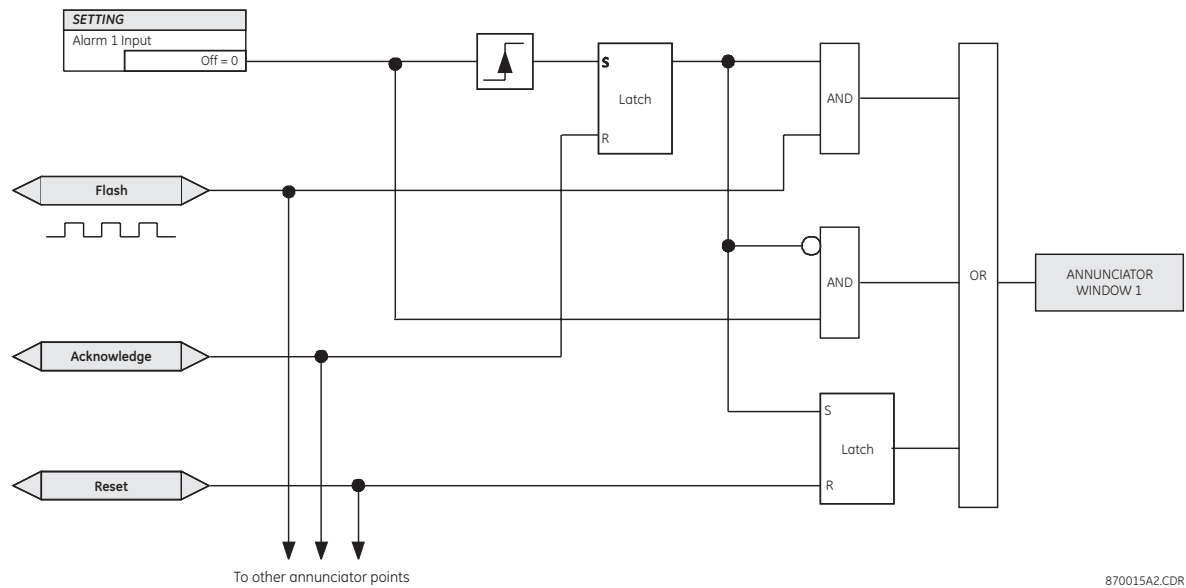 SETTING
Alarm 1 Input
Off = 0
S
Latch
R
AND
Flash
AND
OR
ANNUNCIATOR
WINDOW 1
Acknowledge
S
Latch
R
Reset
To other annunciator points
870015A2.CDR